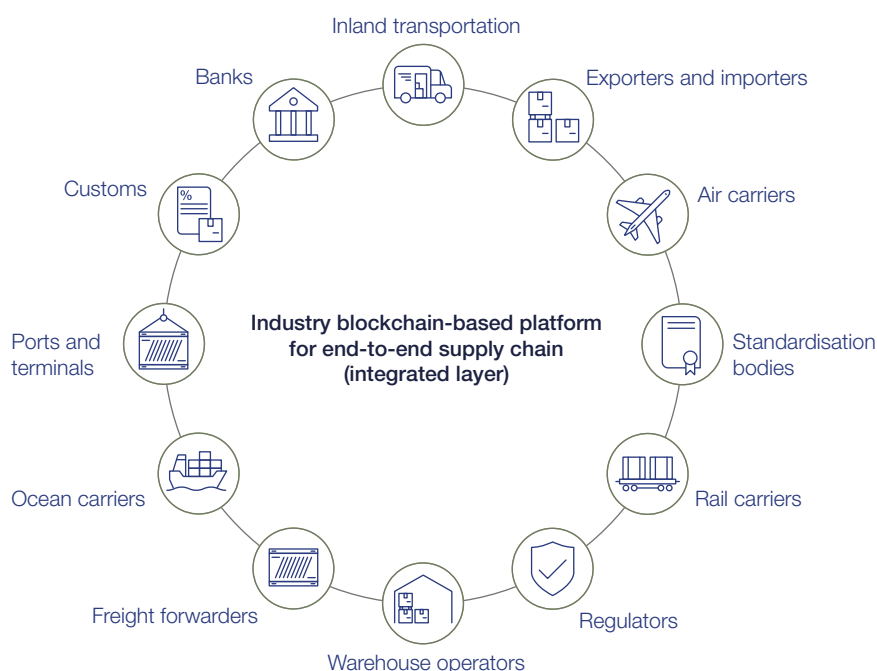 Inland transportation
Banks
Exporters and importers
Customs
%
Air carriers
Industry blockchain-based platform
for end-to-end supply chain
(integrated layer)
Ports and
terminals
Standardisation
bodies
Ocean carriers
Rail carriers
Freight forwarders
Regulators
Warehouse operators